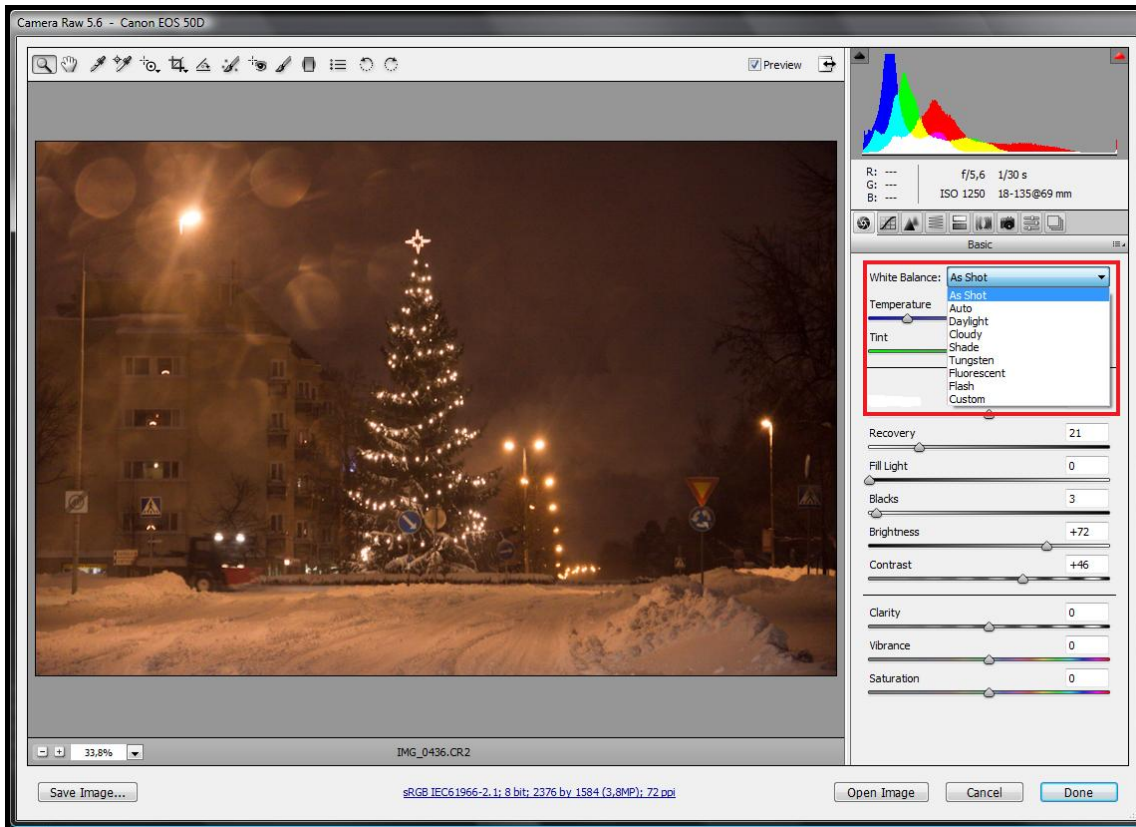 Camera Raw 5.6 - Canon EOS 50D
Preview
R: ---
G: ---
B: ---
f/5,6 1/30 s
ISO 1250 18-135@69 mm
Basic
White Balance: As Shot
As Shot
Auto
Daylight
Cloudy
Shade
Tungsten
Fluorescent
Flash
Custom
Temperature
Tint
Recovery 21
Fill Light 0
Blacks 3
Brightness +72
Contrast +46
Clarity 0
Vibrance 0
Saturation 0
33,8% IMG_0436.CR2
Save Image... sRGB IEC61966-2.1; 8 bit; 2376 by 1584 (3,8MP); 72 ppi Open Image Cancel Done